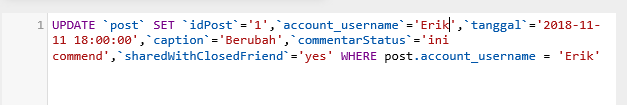 1 UPDATE `post` SET `idPost`='1',`account_username`='Erik',`tanggal`='2018-11-
11 18:00:00',`caption`='Berubah',`commentarStatus`='ini
commend',`sharedWithClosedFriend`='yes' WHERE post.account_username = 'Erik'